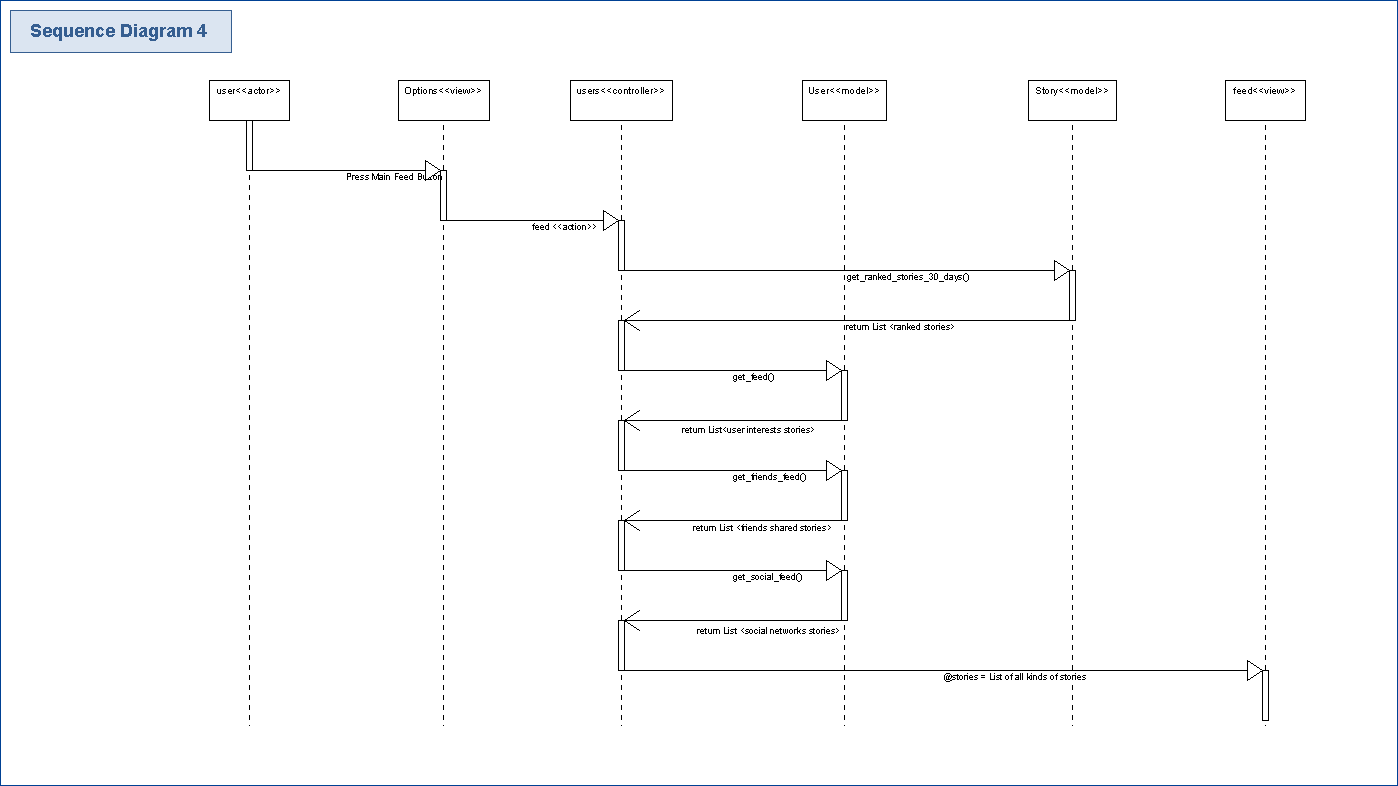 Sequence Diagram 4
user<<actor>>
Options<<view>>
users<<controller>>
User<<model>>
Story<<model>>
feed<<view>>
Press Main Feed Button
feed <<action>>
get_ranked_stories_30_days()
return List <ranked stories>
get_feed()
return List<user interests stories>
get_friends_feed()
return List <friends shared stories>
get_social_feed()
return List <social networks stories>
@stories = List of all kinds of stories